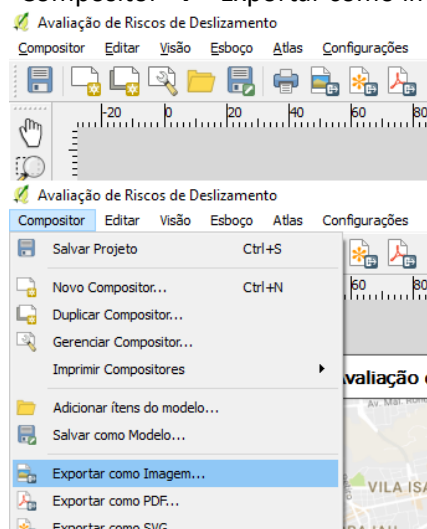 Compositor - Exportar como
Avaliação de Riscos de Deslizamento
Compositor Editar Visão Esboço Atlas Configurações
-20 0 20 40 60 80
Avaliação de Riscos de Deslizamento
Compositor Editar Visão Esboço Atlas Configurações
Salvar Projeto Ctrl+S
60 80
Novo Compositor... Ctrl+N
Duplicar Compositor...
Gerenciar Compositor...
Imprimir Compositores
valiação
Adicionar ítens do modelo...
Av. Mal.
Salvar como Modelo...
Exportar como Imagem...
VILA ISA
Exportar como PDF...
Exportar como SVG